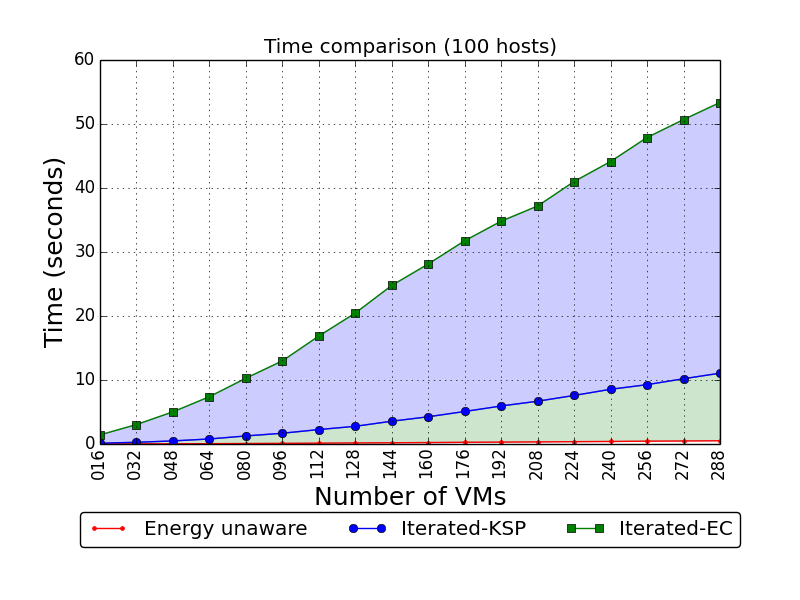 Time comparison (100 hosts)
60
50
40
30
20
10
0
Time (seconds)
016 032 048 064 080 096 112 128 144 160 176 192 208 224 240 256 272 288
Number of VMs
Energy unaware Iterated-KSP Iterated-EC